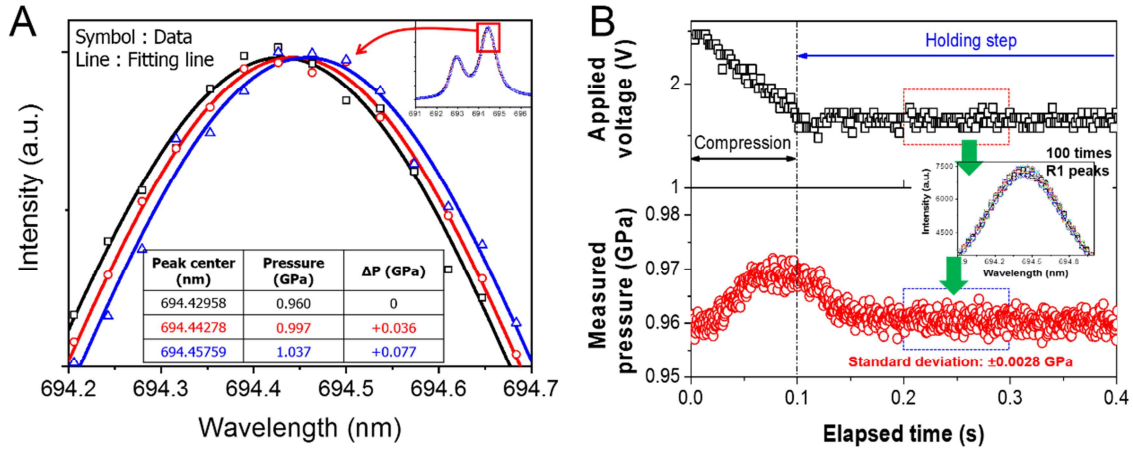 A
Symbol : Data
Line : Fitting line
691 692 693 694 695 696
Intensity (a.u.)
Peak center (nm) Pressure (GPa) ΔP (GPa)
694.42958 0.960 0
694.44278 0.997 +0.036
694.45759 1.037 +0.077
694.2 694.3 694.4 694.5 694.6 694.7
Wavelength (nm)
B
Applied voltage (V)
2
1
Holding step
Compression
100 times
R1 peaks
Intensity (a.u.)
7500
6000
4500
694.2 694.5 694.8
Wavelength (nm)
Measured pressure (GPa)
0.98
0.97
0.96
0.95
Standard deviation: ±0.0028 GPa
0.0 0.1 0.2 0.3 0.4
Elapsed time (s)